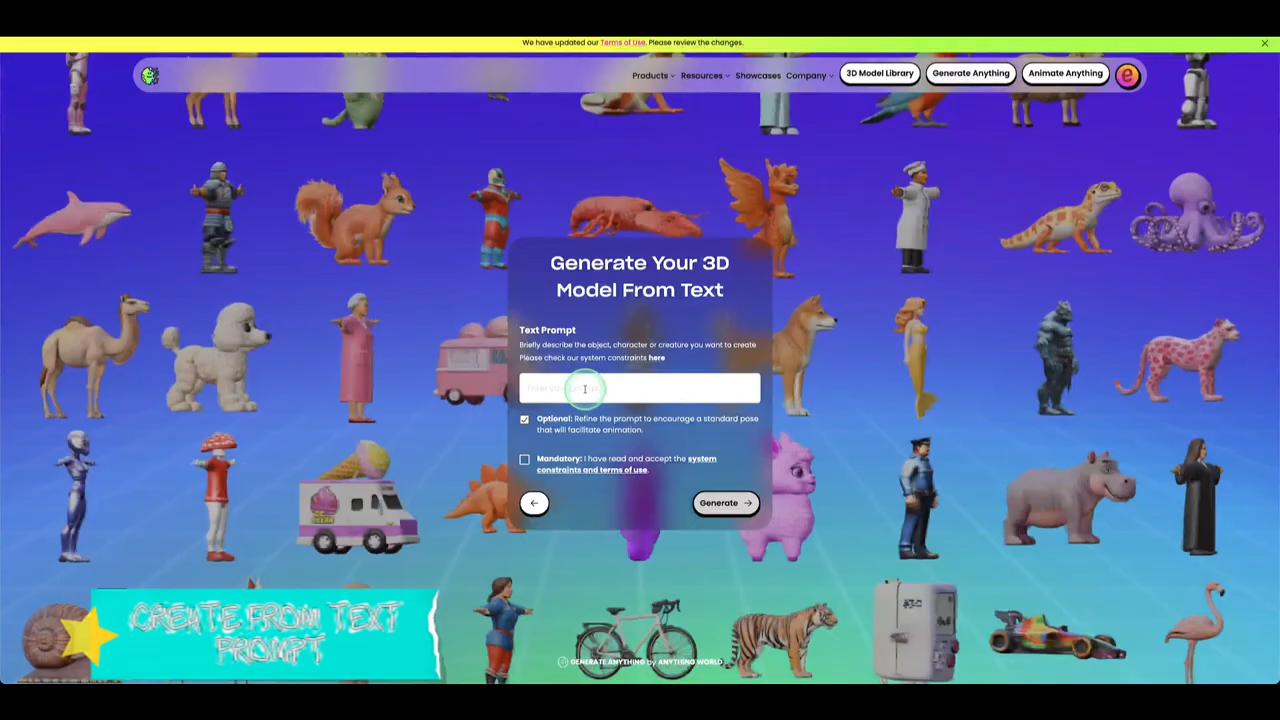 We have updated our Terms of Use. Please review the changes.
Products
Resources
Showcases
Company
3D Model Library
Generate Anything
Animate Anything
e
Generate Your 3D
Model From Text
Text Prompt
Briefly describe the object, character or creature you want to create
Please check our system constraints here
Optional: Refine the prompt to encourage a standard pose
that will facilitate animation.
Mandatory: I have read and accept the system
constraints and terms of use.
Generate
CREATE FROM TEXT
PROMPT
GENERATE ANYTHING by ANYTHING WORLD